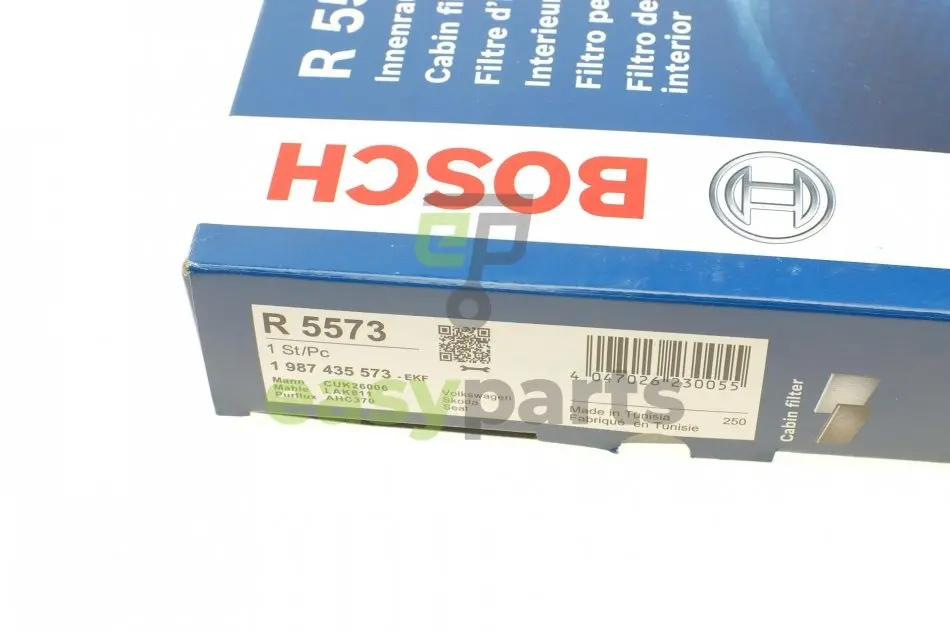 R 55
Innenra
Cabin fi
Filtre d'
Interieu
Filtro pe
Filtro de
interior
BOSCH
R 5573
1 St/Pc
1 987 435 573 - EKF
Mann CUK26006
Mahle LAK811
Purflux AHC370
Volkswagen
Skoda
Seat
4 047026 230055
Made in Tunisia
Fabriqué en Tunisie
250
Cabin filter
epo
easyparts